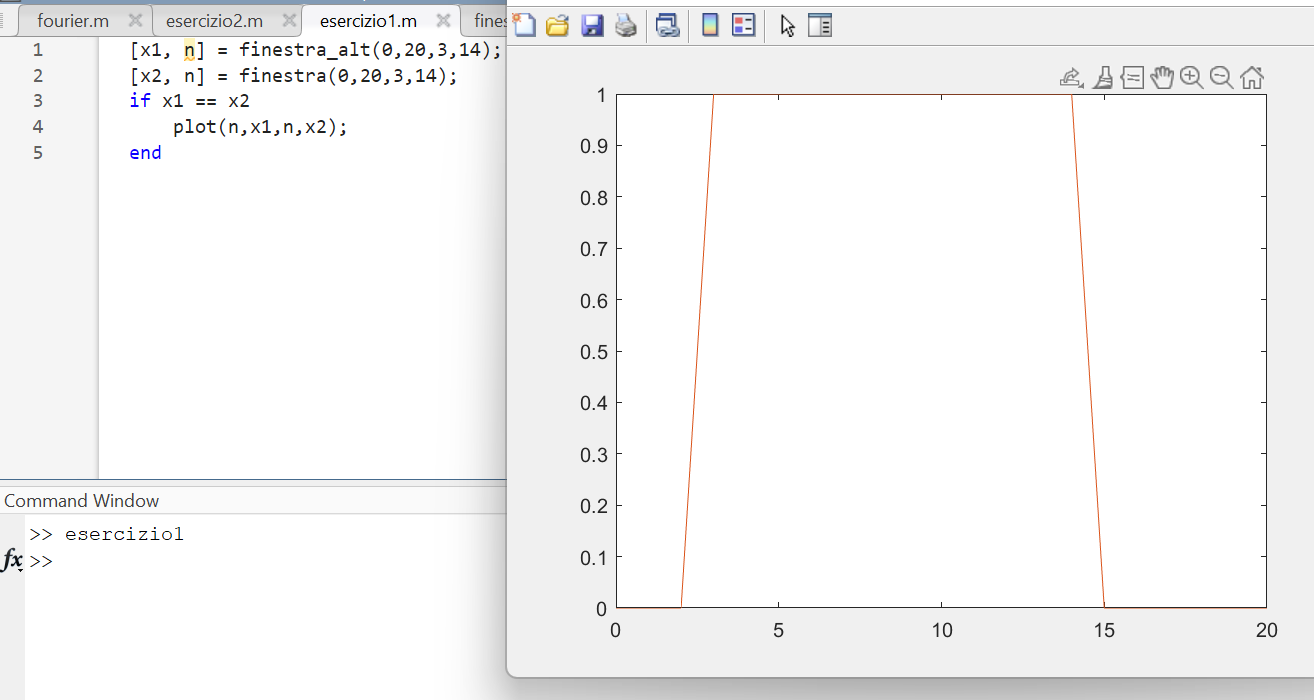 fourier.m esercizio2.m esercizio1.m fines
1 [x1, n] = finestra_alt(0,20,3,14);
2 [x2, n] = finestra(0,20,3,14);
3 if x1 == x2
4 plot(n,x1,n,x2);
5 end
Command Window
>> esercizio1
fx >>
1
0.9
0.8
0.7
0.6
0.5
0.4
0.3
0.2
0.1
0
0 5 10 15 20